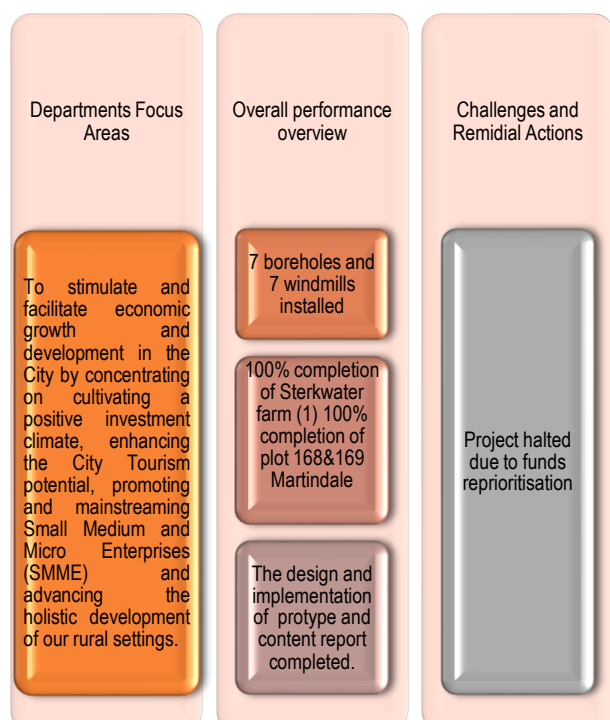 Departments Focus
Areas
To stimulate and
facilitate economic
growth and
development in the
City by concentrating
on cultivating a
positive investment
climate, enhancing
the City Tourism
potential, promoting
and mainstreaming
Small Medium and
Micro Enterprises
(SMME) and
advancing the
holistic development
of our rural settings.
Overall performance
overview
7 boreholes and
7 windmills
installed
100% completion
of Sterkwater
farm (1) 100%
completion of
plot 168&169
Martindale
The design and
implementation
of protype and
content report
completed.
Challenges and
Remidial Actions
Project halted
due to funds
reprioritisation